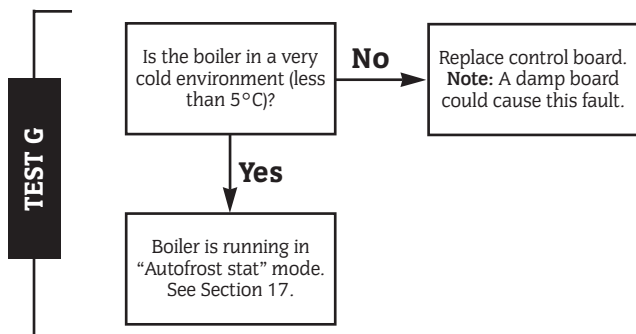 TEST G
Is the boiler in a very
cold environment (less
than 5°C)?
No
Replace control board.
Note: A damp board
could cause this fault.
Yes
Boiler is running in
“Autofrost stat” mode.
See Section 17.